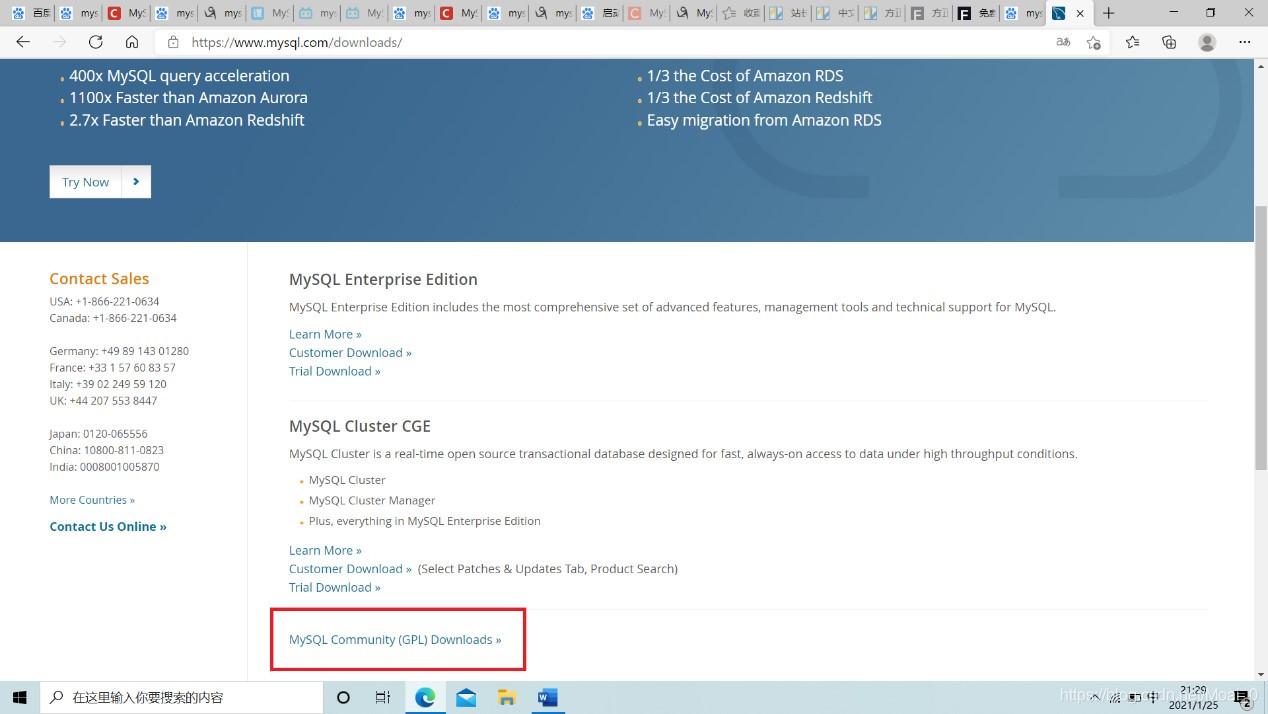 https://www.mysql.com/downloads/
400x MySQL query acceleration
1100x Faster than Amazon Aurora
2.7x Faster than Amazon Redshift
1/3 the Cost of Amazon RDS
1/3 the Cost of Amazon Redshift
Easy migration from Amazon RDS
Try Now
Contact Sales
USA: +1-866-221-0634
Canada: +1-866-221-0634
Germany: +49 89 143 01280
France: +33 1 57 60 83 57
Italy: +39 02 249 59 120
UK: +44 207 553 8447
Japan: 0120-065556
China: 10800-811-0823
India: 0008001005870
More Countries »
Contact Us Online »
MySQL Enterprise Edition
MySQL Enterprise Edition includes the most comprehensive set of advanced features, management tools and technical support for MySQL.
Learn More »
Customer Download »
Trial Download »
MySQL Cluster CGE
MySQL Cluster is a real-time open source transactional database designed for fast, always-on access to data under high throughput conditions.
MySQL Cluster
MySQL Cluster Manager
Plus, everything in MySQL Enterprise Edition
Learn More »
Customer Download » (Select Patches & Updates Tab, Product Search)
Trial Download »
MySQL Community (GPL) Downloads »
在这里输入你要搜索的内容
21:29
2021/1/25